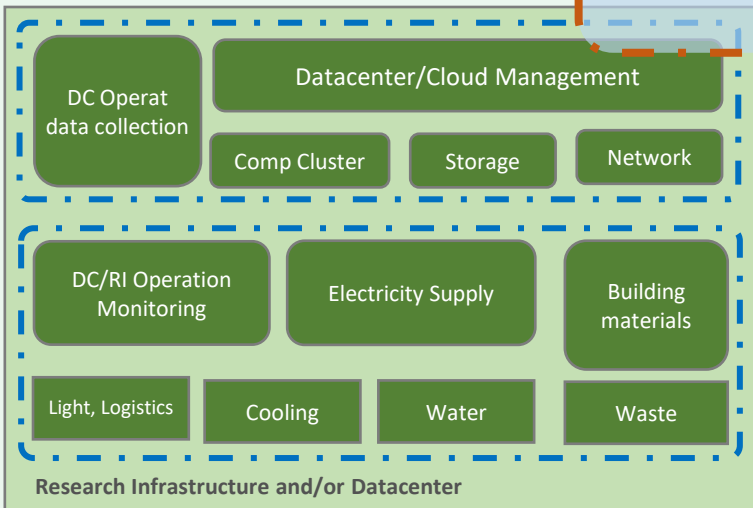 DC Operat
data collection
Datacenter/Cloud Management
Comp Cluster
Storage
Network
DC/RI Operation
Monitoring
Electricity Supply
Building
materials
Light, Logistics
Cooling
Water
Waste
Research Infrastructure and/or Datacenter